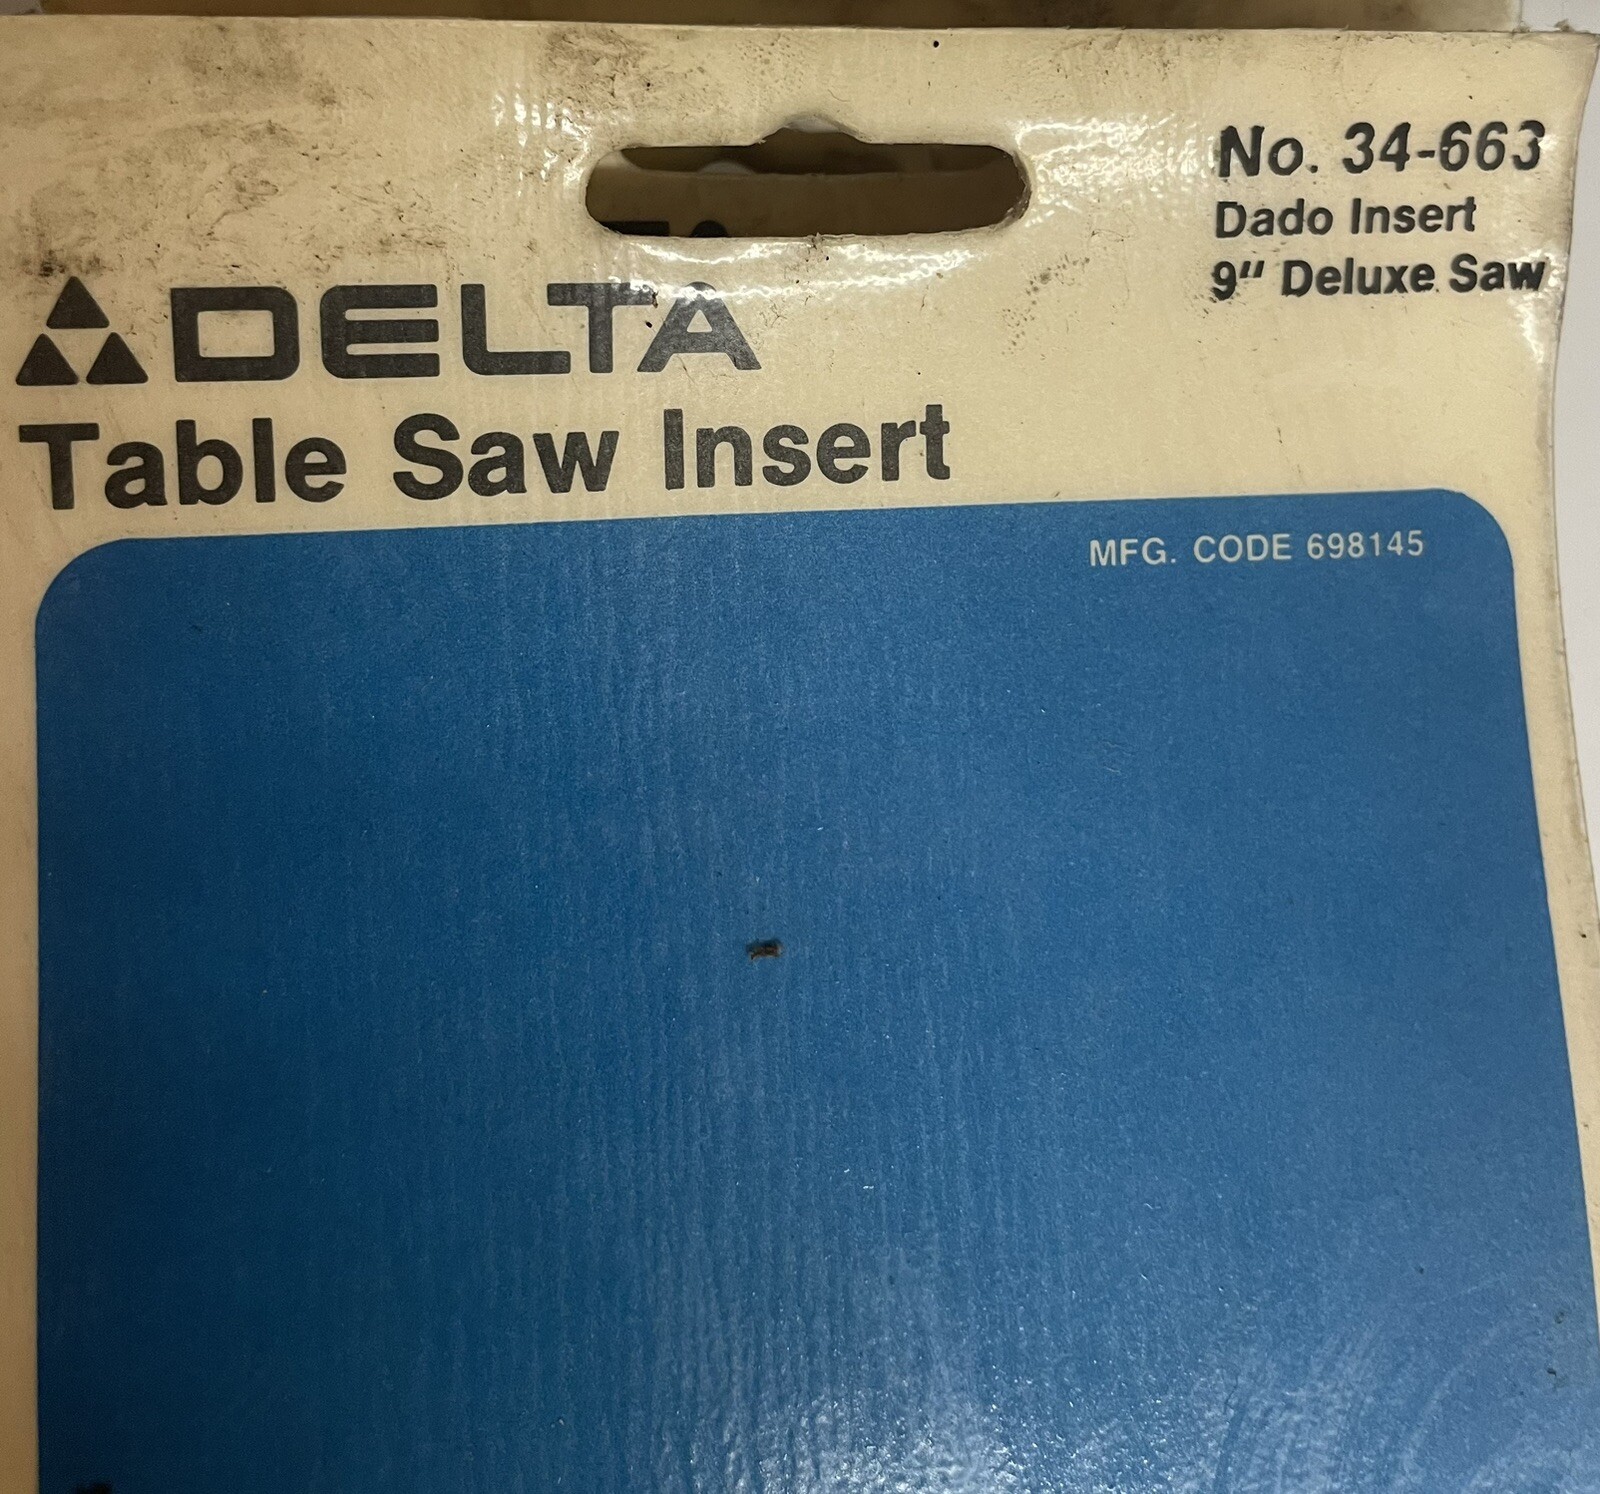 No. 34-663
Dado Insert
9" Deluxe Saw
DELTA
Table Saw Insert
MFG. CODE 698145